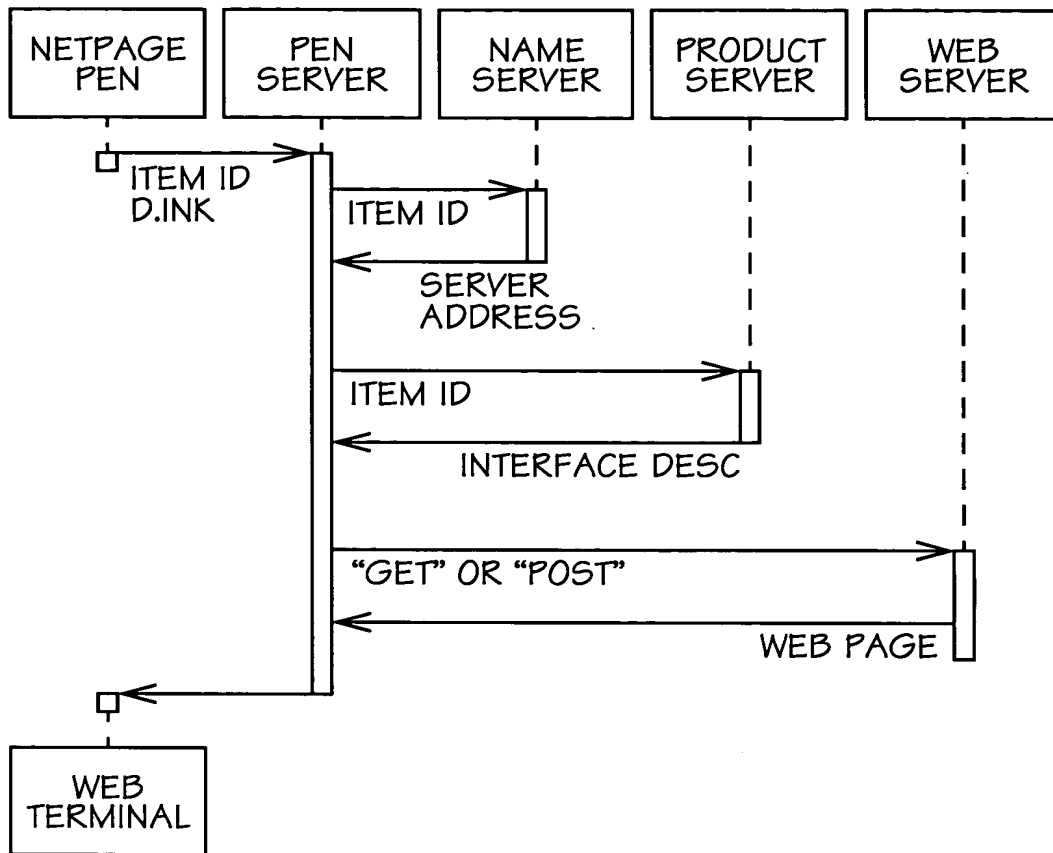 NETPAGE
PEN
PEN
SERVER
NAME
SERVER
PRODUCT
SERVER
WEB
SERVER
ITEM ID
D.INK
ITEM ID
SERVER
ADDRESS
ITEM ID
INTERFACE DESC
“GET” OR “POST”
WEB PAGE
WEB
TERMINAL